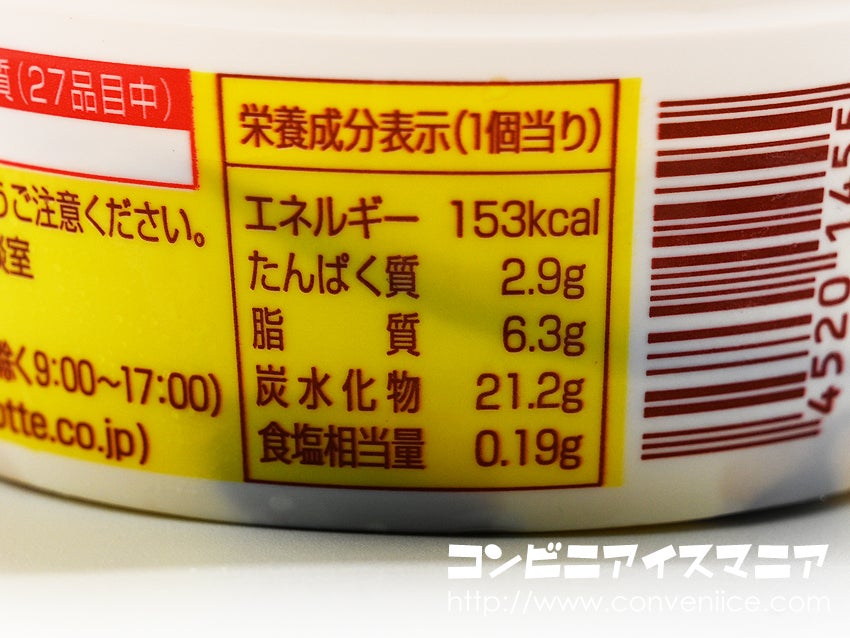 質(27品目中)
うご注意ください。
談室
除く9:00〜17:00)
otte.co.jp)
栄養成分表示(1個当り)
エネルギー 153kcal
たんぱく質 2.9g
脂質 6.3g
炭水化物 21.2g
食塩相当量 0.19g
4520 1455
コンビニアイスマニア
http://www.conveniice.com